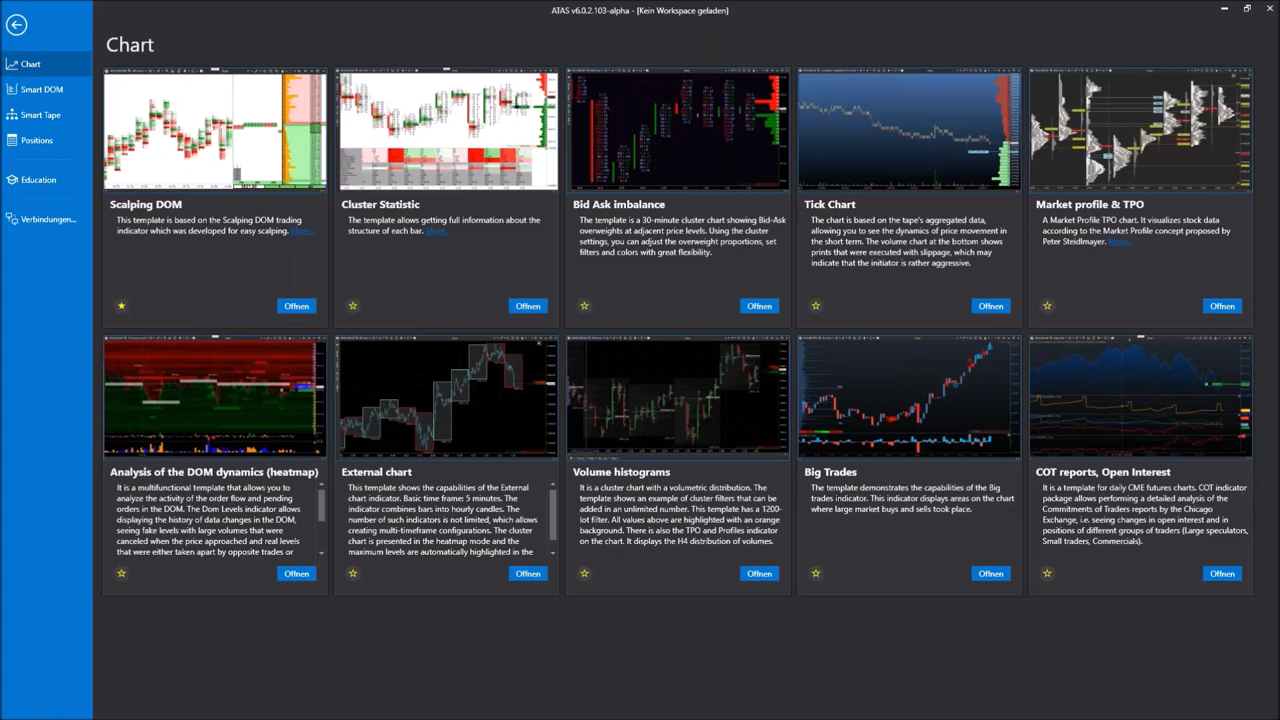 ATAS v6.0.2.103-alpha - [Kein Workspace geladen]
Chart
Chart
Smart DOM
Smart Tape
Positions
Education
Verbindungen...
Scalping DOM
This template is based on the Scalping DOM trading
indicator which was developed for easy scalping. More...
Offnen
Cluster Statistic
The template allows getting full information about the
structure of each bar. More...
Offnen
Bid Ask imbalance
The template is a 30-minute cluster chart showing Bid-Ask
overweights at adjacent price levels. Using the cluster
settings, you can adjust the overweight proportions, set
filters and colors with great flexibility.
Offnen
Tick Chart
The chart is based on the tape's aggregated data,
allowing you to see the dynamics of price movement in
the short term. The volume chart at the bottom shows
prints that were executed with slippage, which may
indicate that the initiator is rather aggressive.
Offnen
Market profile & TPO
A Market Profile TPO chart. It visualizes stock data
according to the Market Profile concept proposed by
Peter Steidlmayer. More...
Offnen
Analysis of the DOM dynamics (heatmap)
It is a multifunctional template that allows you to
analyze the activity of the order flow and pending
orders in the DOM. The Dom Levels indicator allows
displaying the history of data changes in the DOM,
seeing fake levels with large volumes that were
canceled when the price approached and real levels
that were either taken apart by opposite trades or
Offnen
External chart
This template shows the capabilities of the External
chart indicator. Basic time frame: 5 minutes. The
indicator combines bars into hourly candles. The
number of such indicators is not limited, which allows
creating multi-timeframe configurations. The cluster
chart is presented in the heatmap mode and the
maximum levels are automatically highlighted in the
Offnen
Volume histograms
It is a cluster chart with a volumetric distribution. The
template shows an example of cluster filters that can be
added in an unlimited number. This template has a 1200-
lot filter. All values above are highlighted with an orange
background. There is also the TPO and Profiles indicator
on the chart. It displays the H4 distribution of volumes.
Offnen
Big Trades
The template demonstrates the capabilities of the Big
trades indicator. This indicator displays areas on the chart
where large market buys and sells took place.
Offnen
COT reports, Open Interest
It is a template for daily CME futures charts. COT indicator
package allows performing a detailed analysis of the
Commitments of Traders reports by the Chicago
Exchange, i.e. seeing changes in open interest and in
positions of different groups of traders (Large speculators,
Small traders, Commercials).
Offnen